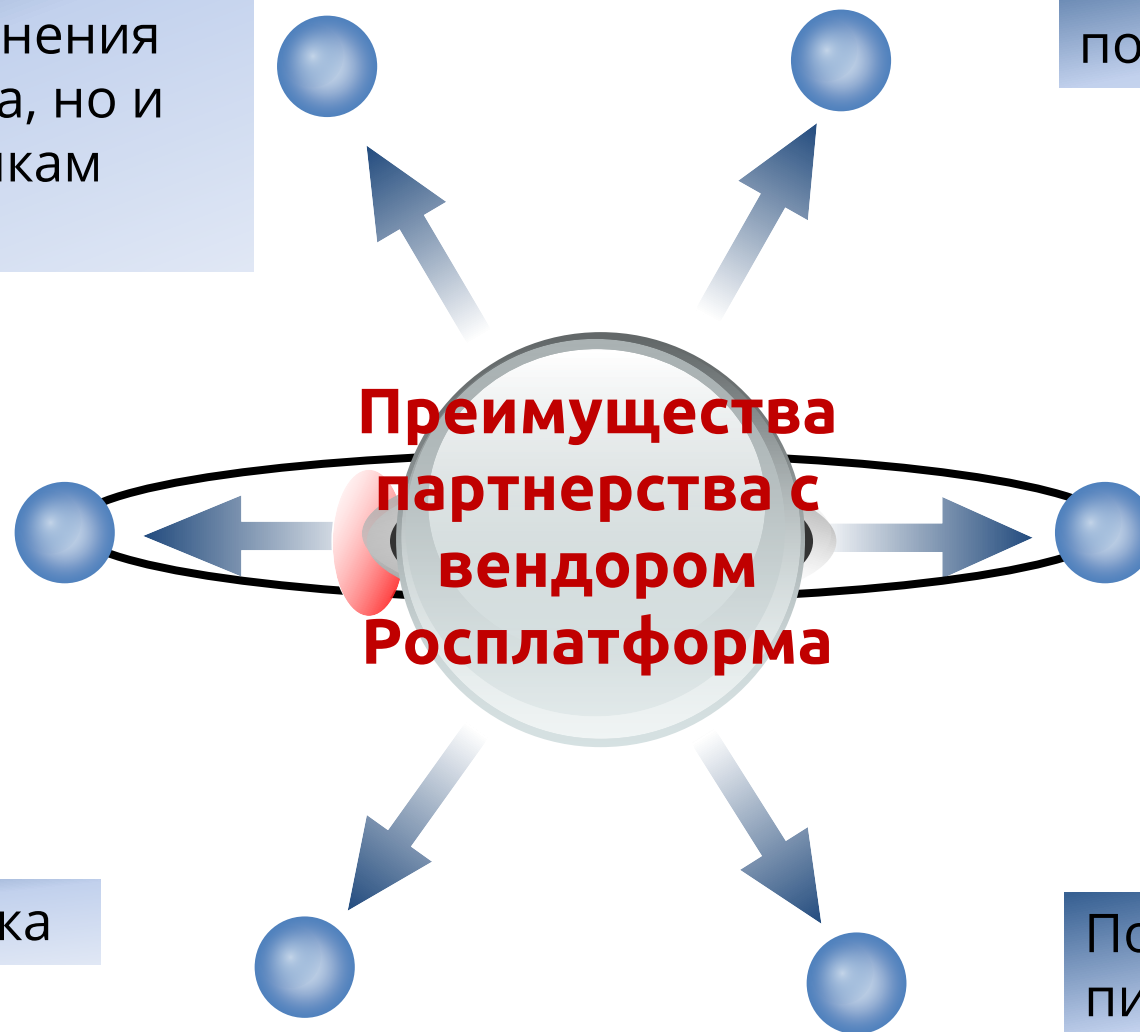 нения
а, но и
кам
по
Преимущества
партнерства с
вендором
Росплатформа
ка
По
пи